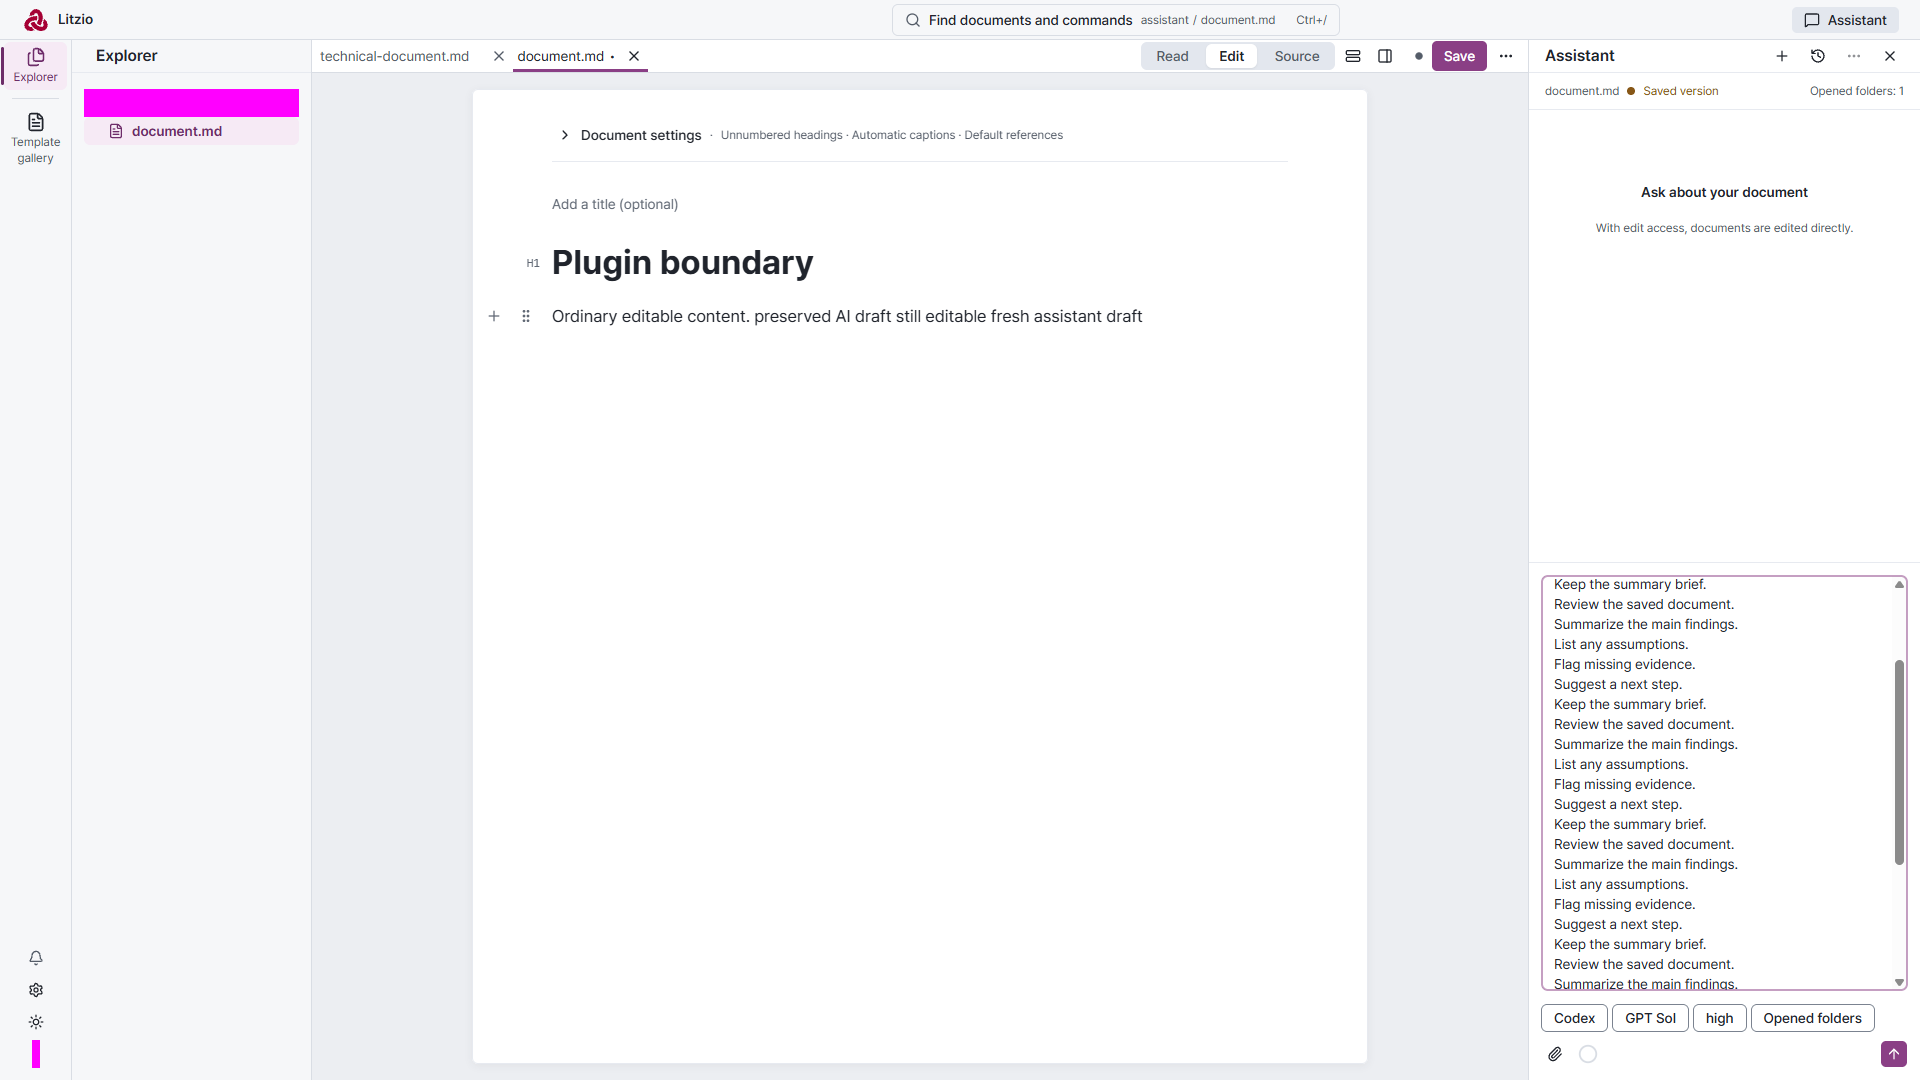 Litzio
Find documents and commands assistant / document.md Ctrl+/
Assistant
Explorer
Template
gallery
Explorer
document.md
technical-document.md
document.md •
Read
Edit
Source
Save
Document settings · Unnumbered headings · Automatic captions · Default references
Add a title (optional)
H1 Plugin boundary
Ordinary editable content. preserved AI draft still editable fresh assistant draft
Assistant
document.md Saved version Opened folders: 1
Ask about your document
With edit access, documents are edited directly.
Keep the summary brief.
Review the saved document.
Summarize the main findings.
List any assumptions.
Flag missing evidence.
Suggest a next step.
Keep the summary brief.
Review the saved document.
Summarize the main findings.
List any assumptions.
Flag missing evidence.
Suggest a next step.
Keep the summary brief.
Review the saved document.
Summarize the main findings.
List any assumptions.
Flag missing evidence.
Suggest a next step.
Keep the summary brief.
Review the saved document.
Summarize the main findings.
Codex
GPT Sol
high
Opened folders